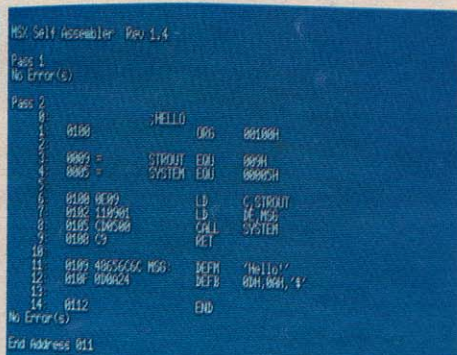 MSX Self Assembler Rev 1.4
Pass 1
No Error(s)
Pass 2
0: ;HELLO
1: 0100 ORG 00100H
2:
3: 0009 = STROUT EQU 009H
4: 0005 = SYSTEM EQU 00005H
5:
6: 0100 0E09 LD C,STROUT
7: 0102 110901 LD DE,MSG
8: 0105 CD0500 CALL SYSTEM
9: 0108 C9 RET
10:
11: 0109 48656C6C MSG: DEFM 'Hello!'
12: 010F 0D0A24 DEFB 0DH,0AH,'$'
13:
14: 0112 END
No Error(s)
End Address 011